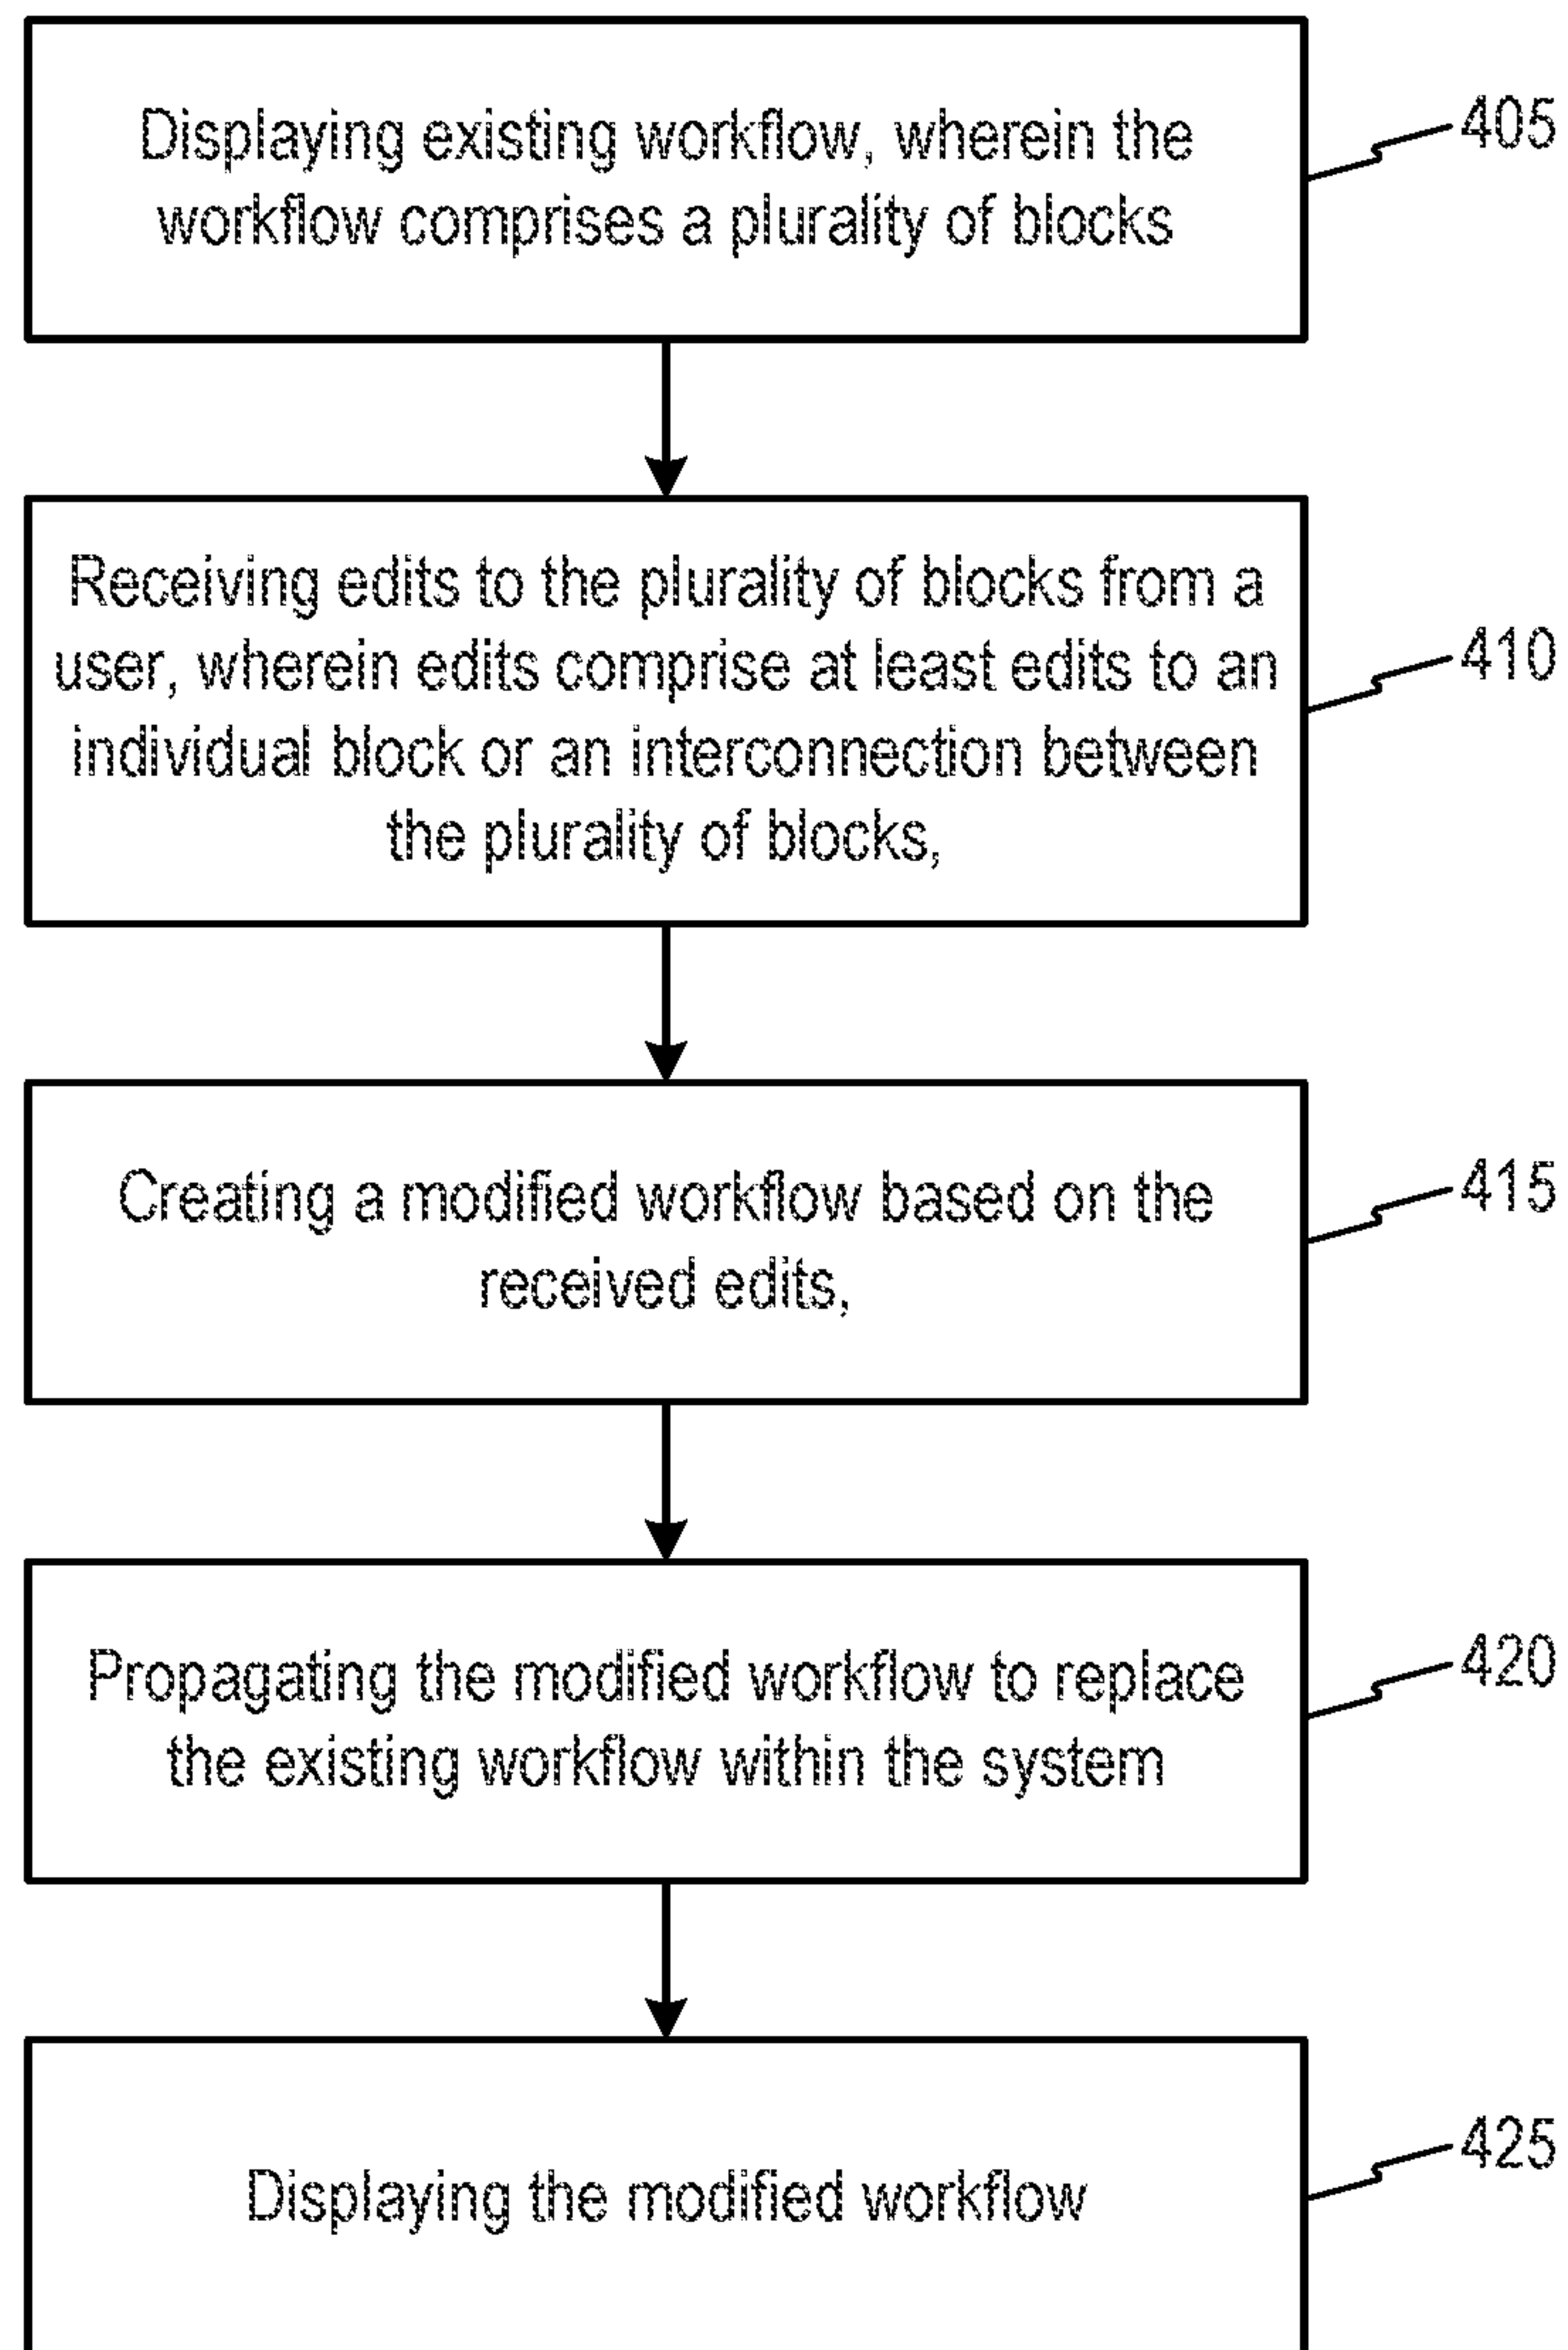 Displaying existing workflow, wherein the
workflow comprises a plurality of blocks
405
Receiving edits to the plurality of blocks from a
user, wherein edits comprise at least edits to an
individual block or an interconnection between
the plurality of blocks,
410
Creating a modified workflow based on the
received edits,
415
Propagating the modified workflow to replace
the existing workflow within the system
420
Displaying the modified workflow
425